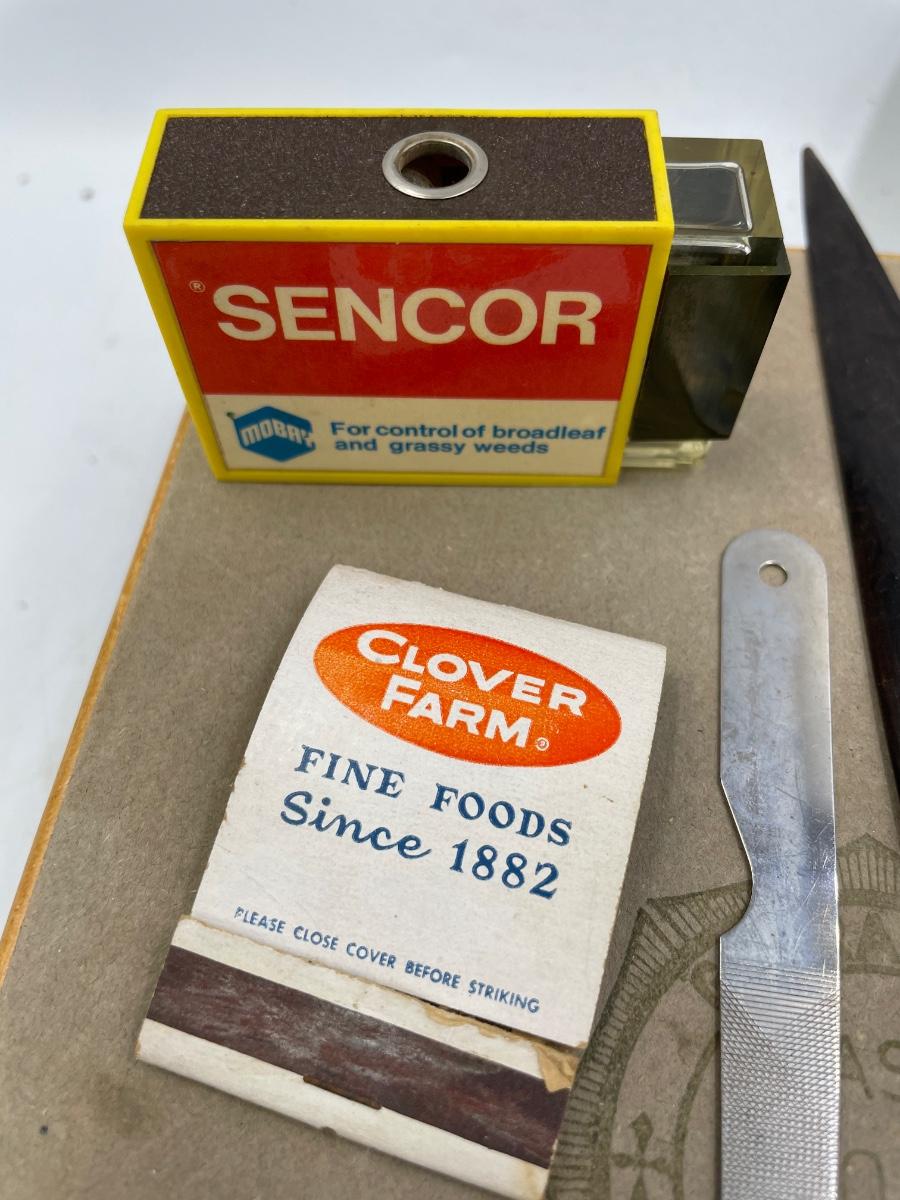 ® SENCOR
MOBAY
For control of broadleaf
and grassy weeds
CLOVER
FARM®
FINE FOODS
Since 1882
PLEASE CLOSE COVER BEFORE STRIKING